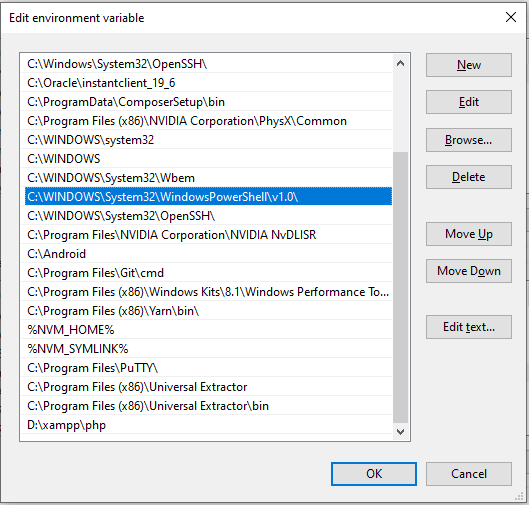 Edit environment variable
C:\Windows\System32\OpenSSH\
C:\Oracle\instantclient_19_6
C:\ProgramData\ComposerSetup\bin
C:\Program Files (x86)\NVIDIA Corporation\PhysX\Common
C:\WINDOWS\system32
C:\WINDOWS
C:\WINDOWS\System32\Wbem
C:\WINDOWS\System32\WindowsPowerShell\v1.0\
C:\WINDOWS\System32\OpenSSH\
C:\Program Files\NVIDIA Corporation\NVIDIA NvDLISR
C:\Android
C:\Program Files\Git\cmd
C:\Program Files (x86)\Windows Kits\8.1\Windows Performance To...
C:\Program Files (x86)\Yarn\bin\
%NVM_HOME%
%NVM_SYMLINK%
C:\Program Files\PuTTY\
C:\Program Files (x86)\Universal Extractor
C:\Program Files (x86)\Universal Extractor\bin
D:\xampp\php
New
Edit
Browse...
Delete
Move Up
Move Down
Edit text...
OK
Cancel